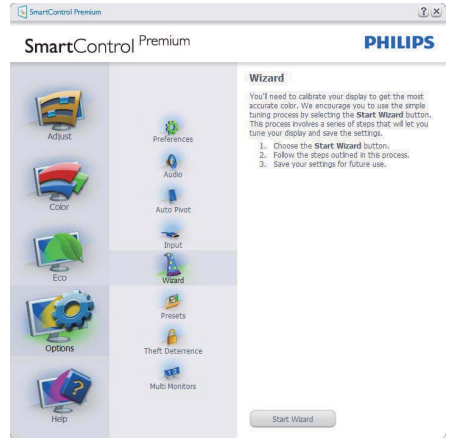 SmartControl Premium
SmartControl Premium
PHILIPS
Adjust
Color
Eco
Options
Help
Preferences
Audio
Auto Pivot
Input
Wizard
Presets
Theft Deterrence
Multi Monitors
Wizard
You'll need to calibrate your display to get the most
accurate color. We encourage you to use the simple
tuning process by selecting the Start Wizard button.
This process involves a series of steps that will let you
tune your display and save the settings.
1. Choose the Start Wizard button.
2. Follow the steps outlined in this process.
3. Save your settings for future use.
Start Wizard